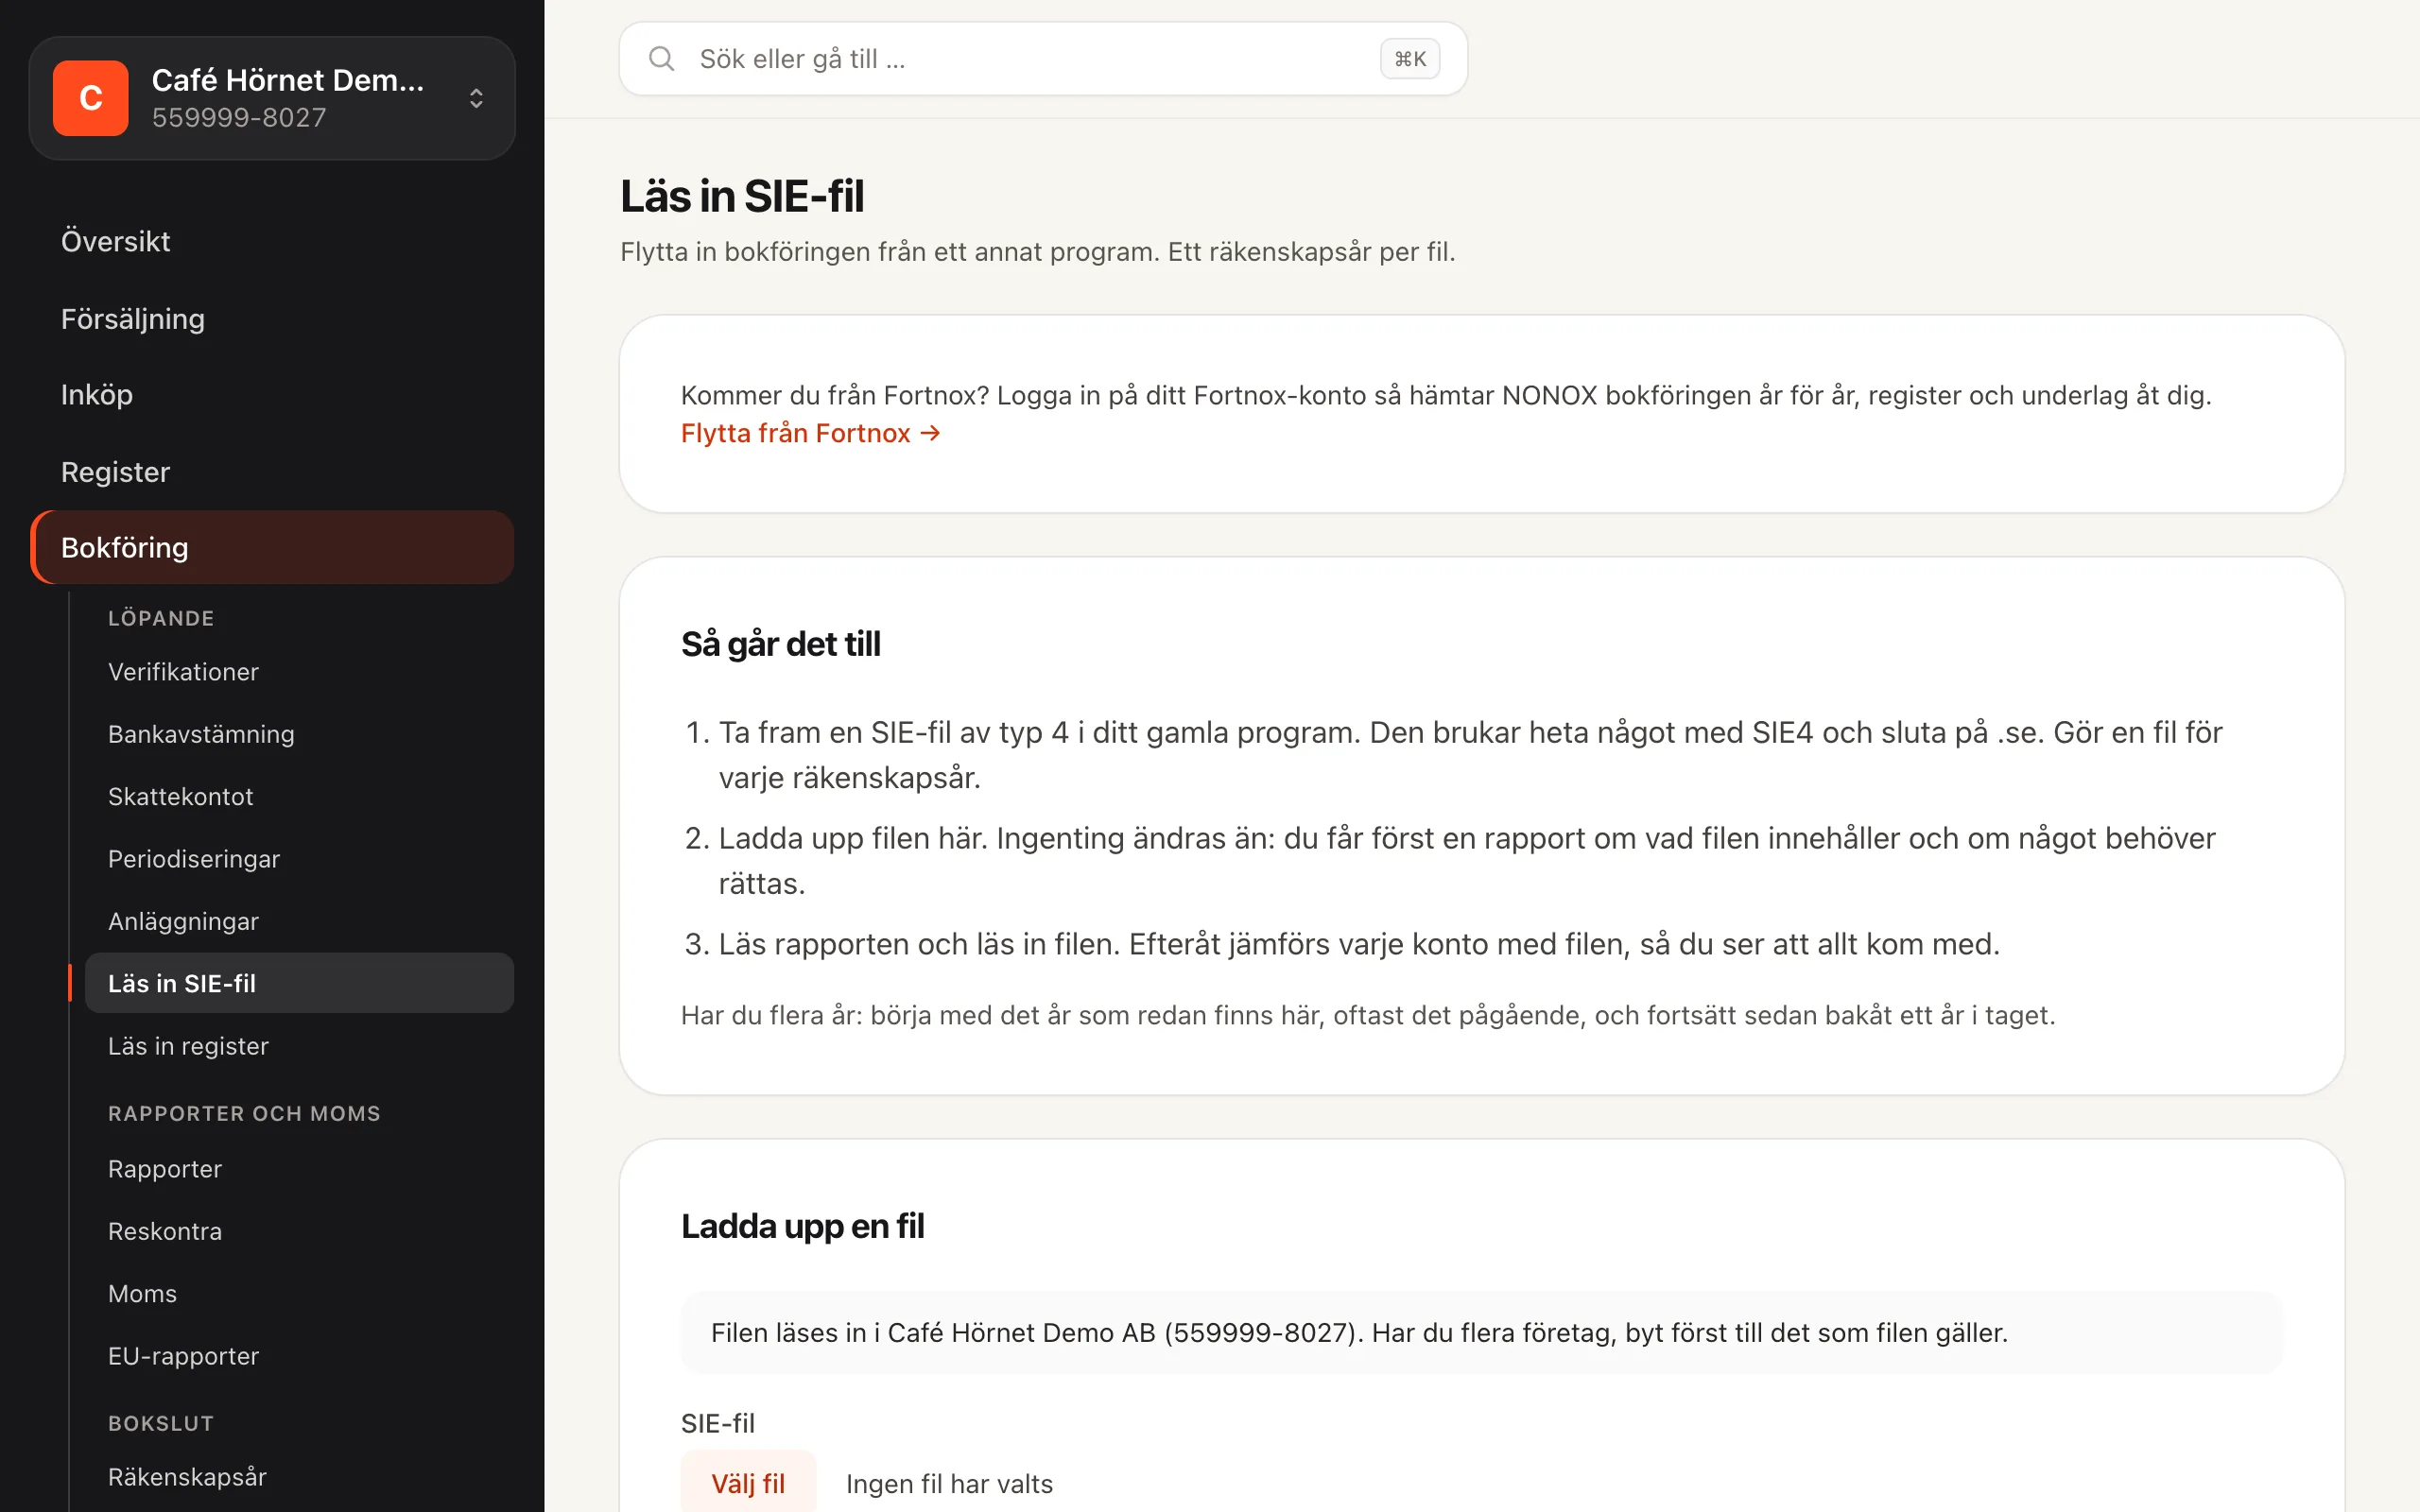 C
Café Hörnet Dem...
559999-8027
Översikt
Försäljning
Inköp
Register
Bokföring
LÖPANDE
Verifikationer
Bankavstämning
Skattekontot
Periodiseringar
Anläggningar
Läs in SIE-fil
Läs in register
RAPPORTER OCH MOMS
Rapporter
Reskontra
Moms
EU-rapporter
BOKSLUT
Räkenskapsår
Sök eller gå till ...
⌘K
Läs in SIE-fil
Flytta in bokföringen från ett annat program. Ett räkenskapsår per fil.
Kommer du från Fortnox? Logga in på ditt Fortnox-konto så hämtar NONOX bokföringen år för år, register och underlag åt dig.
Flytta från Fortnox →
Så går det till
1. Ta fram en SIE-fil av typ 4 i ditt gamla program. Den brukar heta något med SIE4 och sluta på .se. Gör en fil för
varje räkenskapsår.
2. Ladda upp filen här. Ingenting ändras än: du får först en rapport om vad filen innehåller och om något behöver
rättas.
3. Läs rapporten och läs in filen. Efteråt jämförs varje konto med filen, så du ser att allt kom med.
Har du flera år: börja med det år som redan finns här, oftast det pågående, och fortsätt sedan bakåt ett år i taget.
Ladda upp en fil
Filen läses in i Café Hörnet Demo AB (559999-8027). Har du flera företag, byt först till det som filen gäller.
SIE-fil
Välj fil
Ingen fil har valts